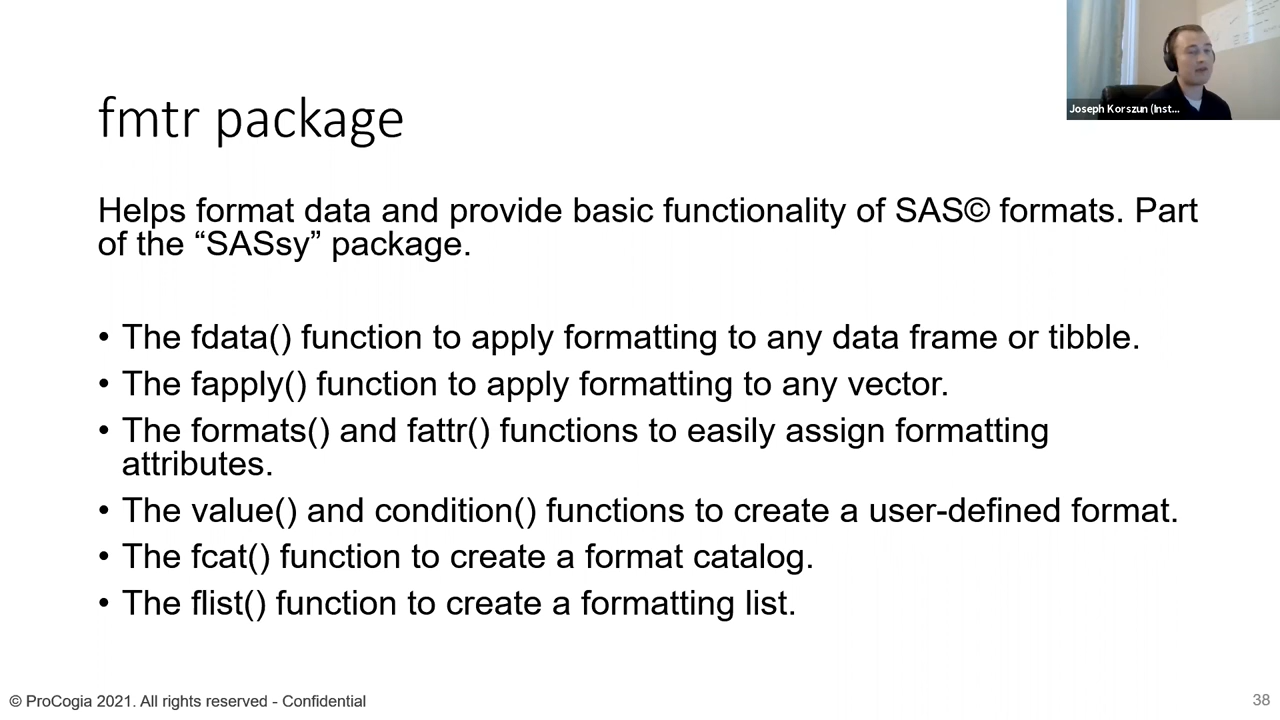 Joseph Korszun (Inst...
fmtr package
Helps format data and provide basic functionality of SAS© formats. Part
of the “SASsy” package.
• The fdata() function to apply formatting to any data frame or tibble.
• The fapply() function to apply formatting to any vector.
• The formats() and fattr() functions to easily assign formatting
attributes.
• The value() and condition() functions to create a user-defined format.
• The fcat() function to create a format catalog.
• The flist() function to create a formatting list.
© ProCogia 2021. All rights reserved - Confidential
38